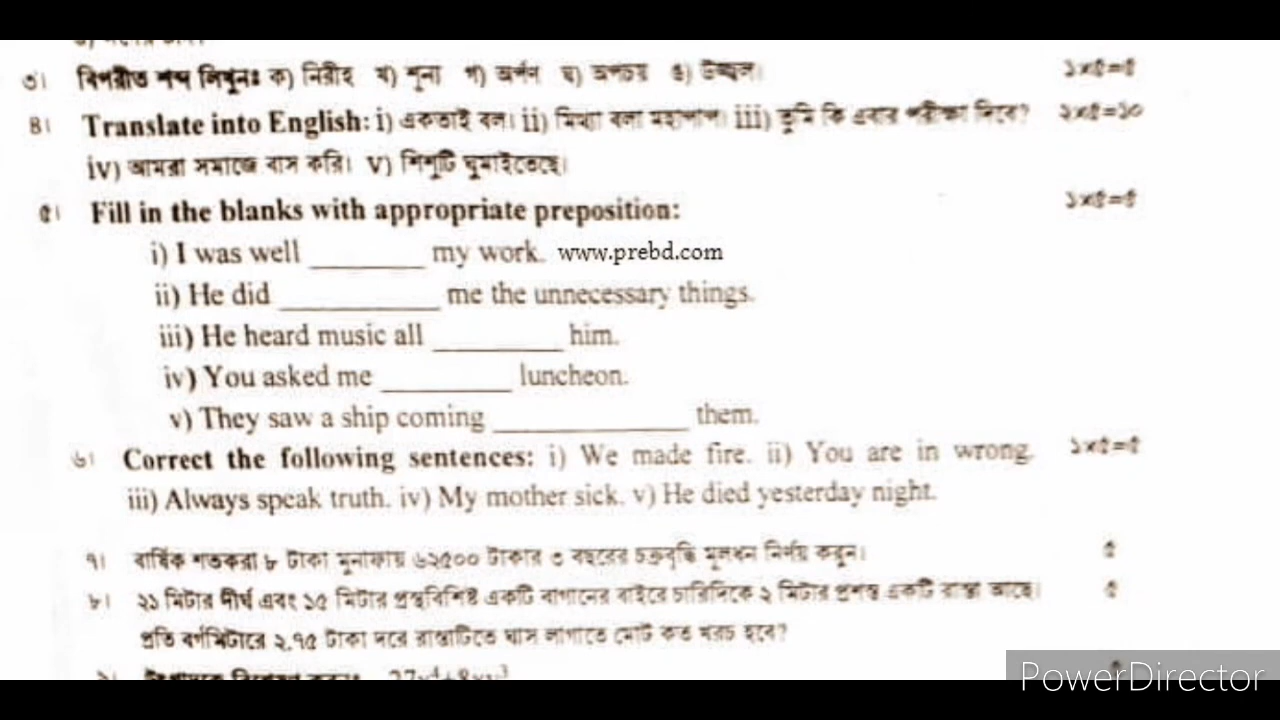 ৩। বিপরীত শব্দ লিখুনঃ ক) নিরীহ খ) শূন্য গ) অর্পন ঘ) অপচয় ঙ) উজ্জ্বল। ১×৫=৫
৪। Translate into English: i) একতাই বল। ii) মিথ্যা বলা মহাপাপ। iii) তুমি কি এবার পরীক্ষা দিবে? ২×৫=১০
iv) আমরা সমাজে বাস করি। v) শিশুটি ঘুমাইতেছে।
৫। Fill in the blanks with appropriate preposition: ১×৫=৫
i) I was well ________ my work. www.prebd.com
ii) He did ___________ me the unnecessary things.
iii) He heard music all _________ him.
iv) You asked me _________ luncheon.
v) They saw a ship coming ______________ them.
৬। Correct the following sentences: i) We made fire. ii) You are in wrong. ১×৫=৫
iii) Always speak truth. iv) My mother sick. v) He died yesterday night.
৭। বার্ষিক শতকরা ৮ টাকা মুনাফায় ৬২৫০০ টাকার ৩ বছরের চক্রবৃদ্ধি মূলধন নির্ণয় করুন। ৫
৮। ২১ মিটার দীর্ঘ এবং ১৫ মিটার প্রস্থবিশিষ্ট একটি বাগানের বাইরে চারিদিকে ২ মিটার প্রশস্ত একটি রাস্তা আছে। ৫
প্রতি বর্গমিটারে ২.৭৫ টাকা দরে রাস্তাটিতে ঘাস লাগাতে মোট কত খরচ হবে?
PowerDirector